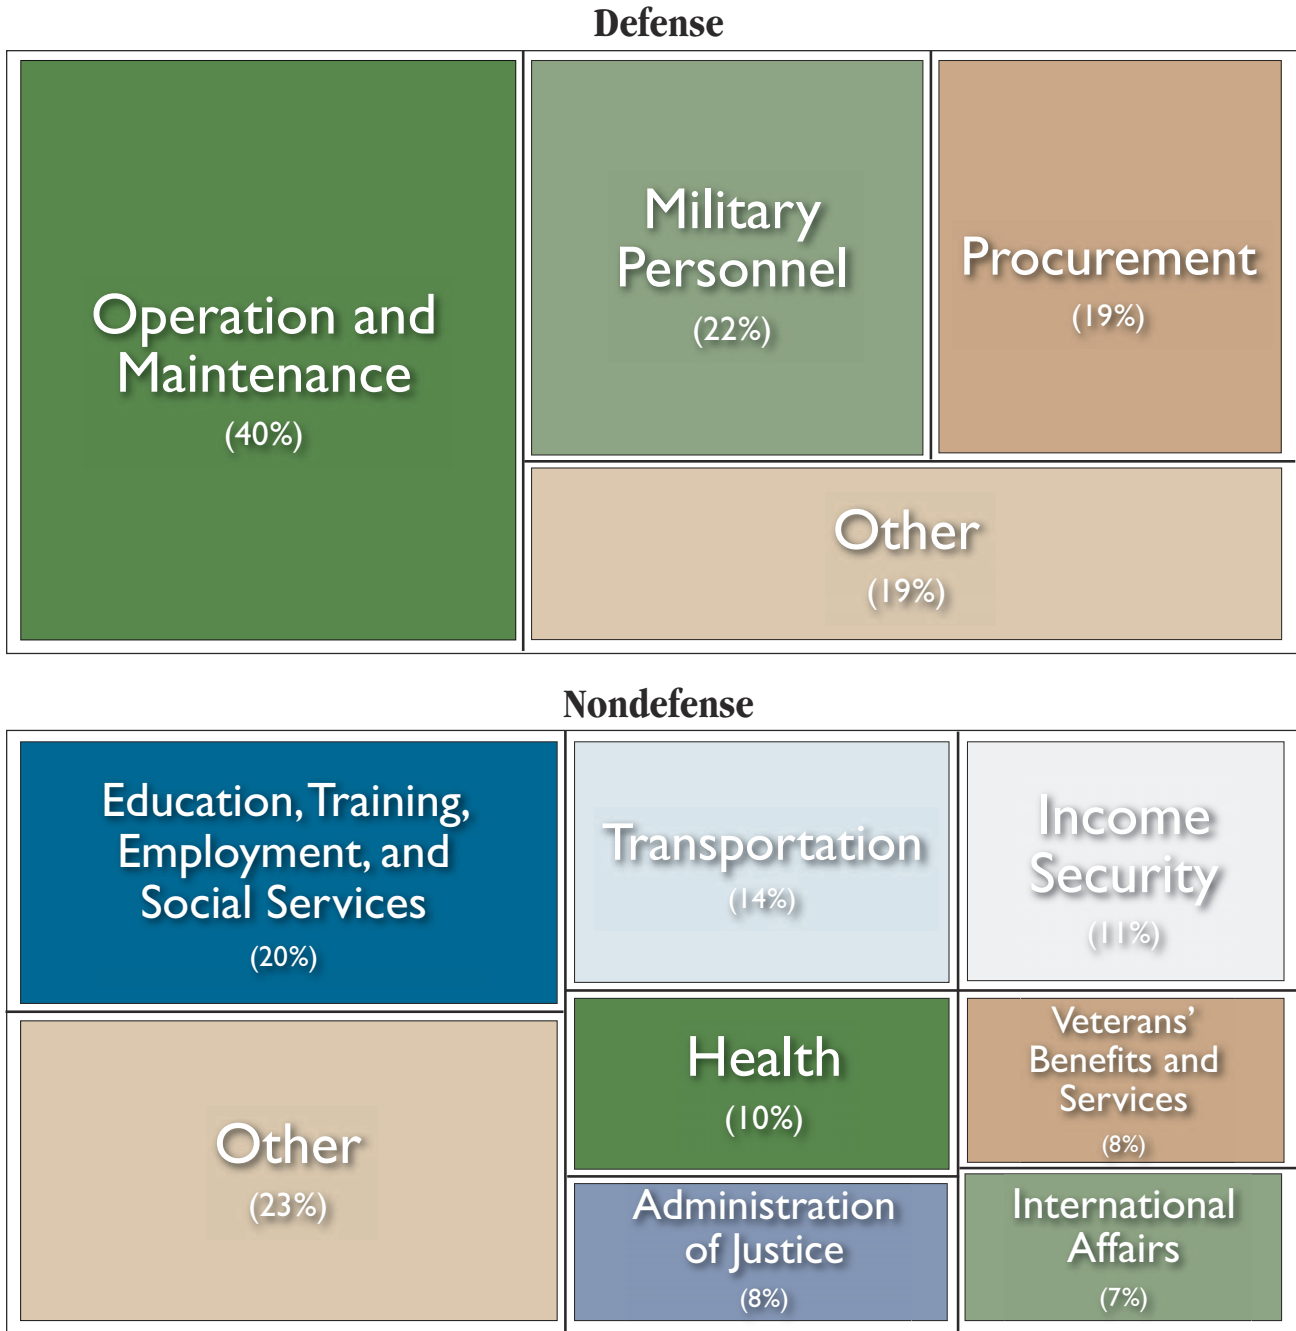 Defense
Operation and
Maintenance
(40%)
Military
Personnel
(22%)
Procurement
(19%)
Other
(19%)
Nondefense
Education, Training,
Employment, and
Social Services
(20%)
Transportation
(14%)
Income
Security
(11%)
Other
(23%)
Health
(10%)
Veterans’
Benefits and
Services
(8%)
Administration
of Justice
(8%)
International
Affairs
(7%)